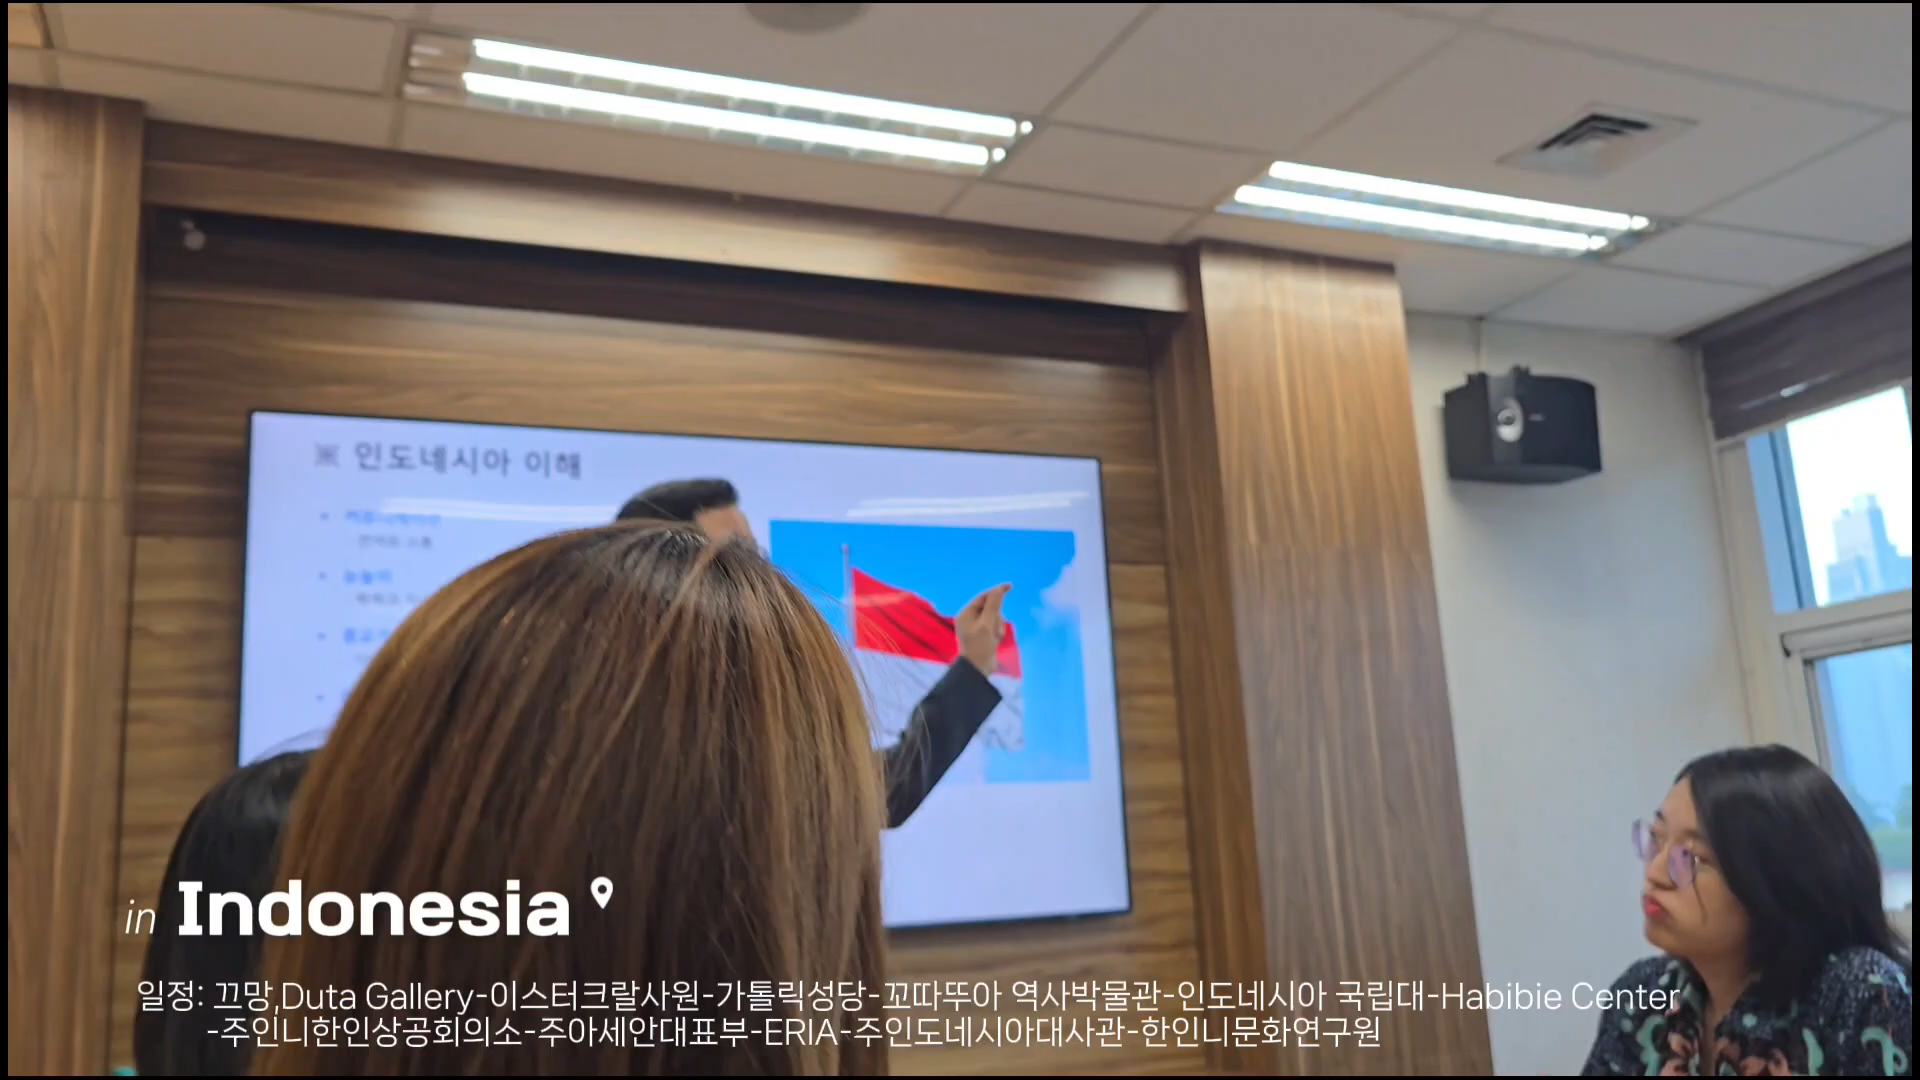 ※ 인도네시아 이해
in Indonesia
일정: 끄망,Duta Gallery-이스터크랄사원-가톨릭성당-꼬따뚜아 역사박물관-인도네시아 국립대-Habibie Center
-주인니한인상공회의소-주아세안대표부-ERIA-주인도네시아대사관-한인니문화연구원